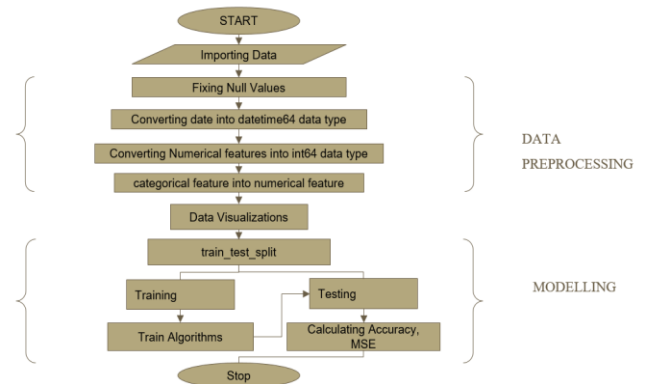 START
Importing Data
Fixing Null Values
Converting date into datetime64 data type
Converting Numerical features into int64 data type
categorical feature into numerical feature
DATA
PREPROCESSING
Data Visualizations
train_test_split
Training
Testing
Train Algorithms
Calculating Accuracy,
MSE
MODELLING
Stop